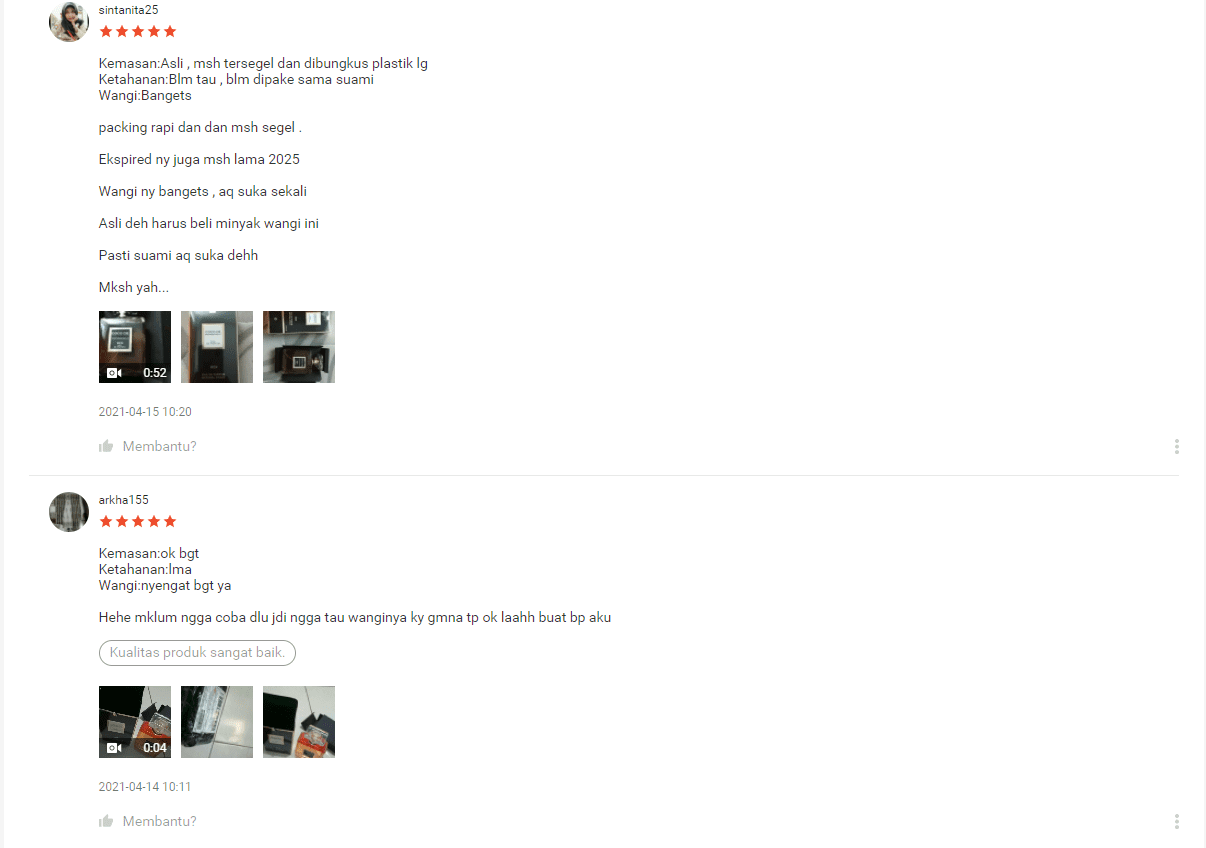 sintanita25
Kemasan:Asli , msh tersegel dan dibungkus plastik lg
Ketahanan:Blm tau , blm dipake sama suami
Wangi:Bangets
packing rapi dan dan msh segel .
Ekspired ny juga msh lama 2025
Wangi ny bangets , aq suka sekali
Asli deh harus beli minyak wangi ini
Pasti suami aq suka dehh
Mksh yah...
0:52
2021-04-15 10:20
Membantu?
arkha155
Kemasan:ok bgt
Ketahanan:lma
Wangi:nyengat bgt ya
Hehe mklum ngga coba dlu jdi ngga tau wanginya ky gmna tp ok laahh buat bp aku
Kualitas produk sangat baik.
0:04
2021-04-14 10:11
Membantu?